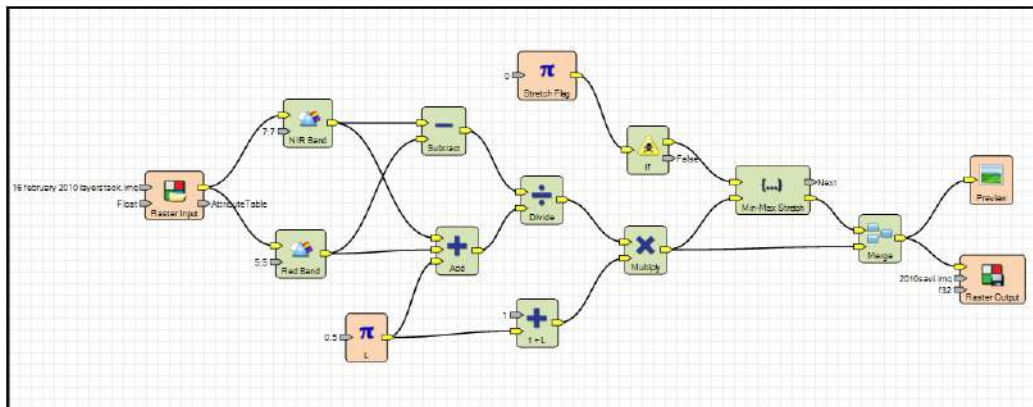 0
Stretch Flag
7:7
NIR Band
Subtract
If
False
16 february 2010 layerstack.img
Float
Raster Input
AttributeTable
Divide
{...}
Next
Min-Max Stretch
Preview
5:5
Red Band
Add
Multiply
Merge
2010savi.img
f32
Raster Output
0.5
π
L
1
1 + L